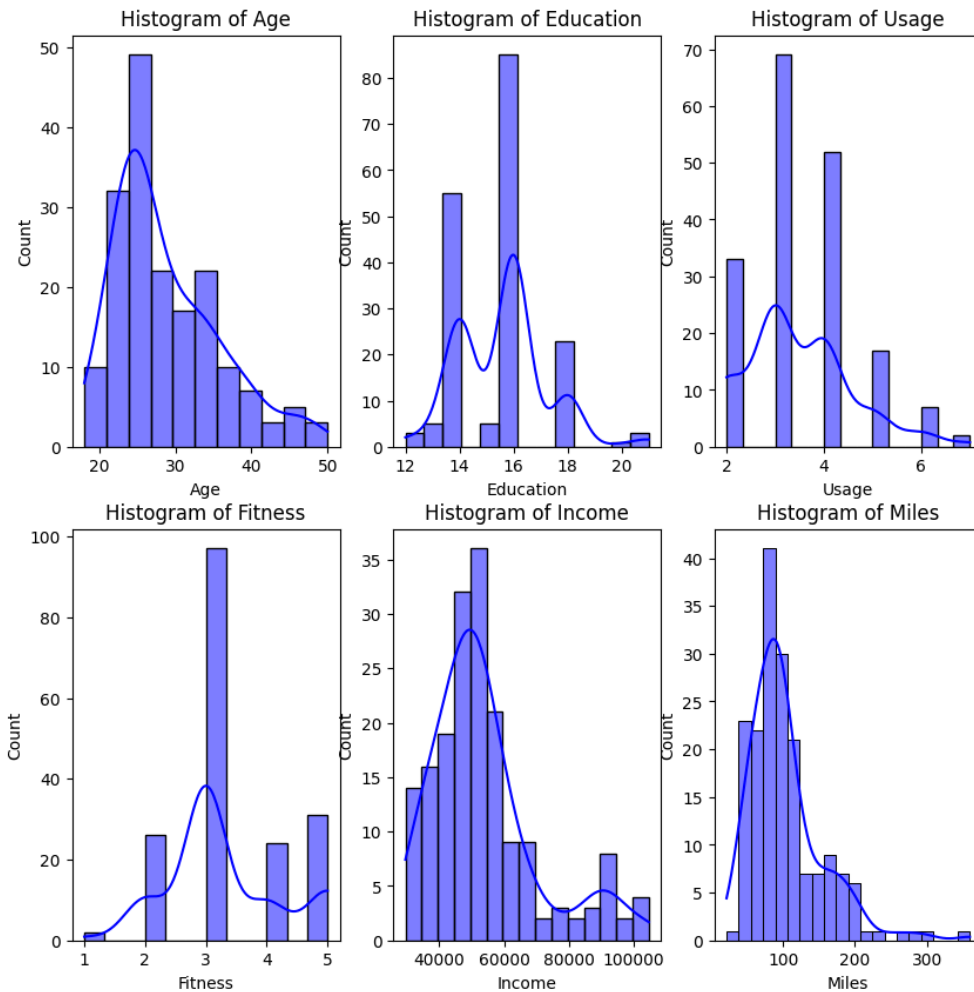 Histogram of Age
50
40
30
20
10
0
Count
20 30 40 50
Age
Histogram of Education
80
70
60
50
40
30
20
10
0
Count
12 14 16 18 20
Education
Histogram of Usage
70
60
50
40
30
20
10
0
Count
2 4 6
Usage
Histogram of Fitness
100
80
60
40
20
0
Count
1 2 3 4 5
Fitness
Histogram of Income
35
30
25
20
15
10
5
0
Count
40000 60000 80000 100000
Income
Histogram of Miles
40
35
30
25
20
15
10
5
0
Count
100 200 300
Miles